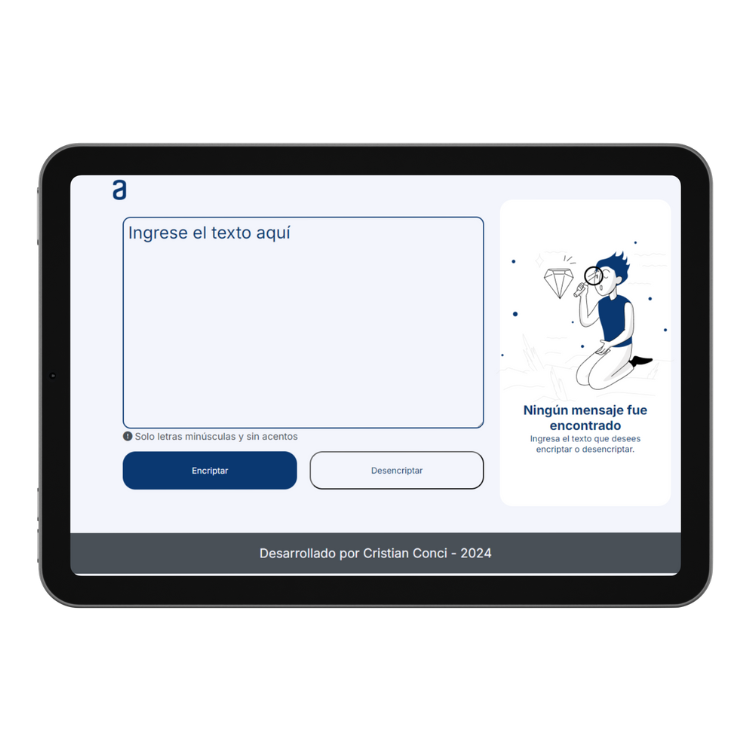 a
Ingrese el texto aquí
Solo letras minúsculas y sin acentos
Encriptar
Desencriptar
Ningún mensaje fue
encontrado
Ingresa el texto que desees
encriptar o desencriptar.
Desarrollado por Cristian Conci - 2024